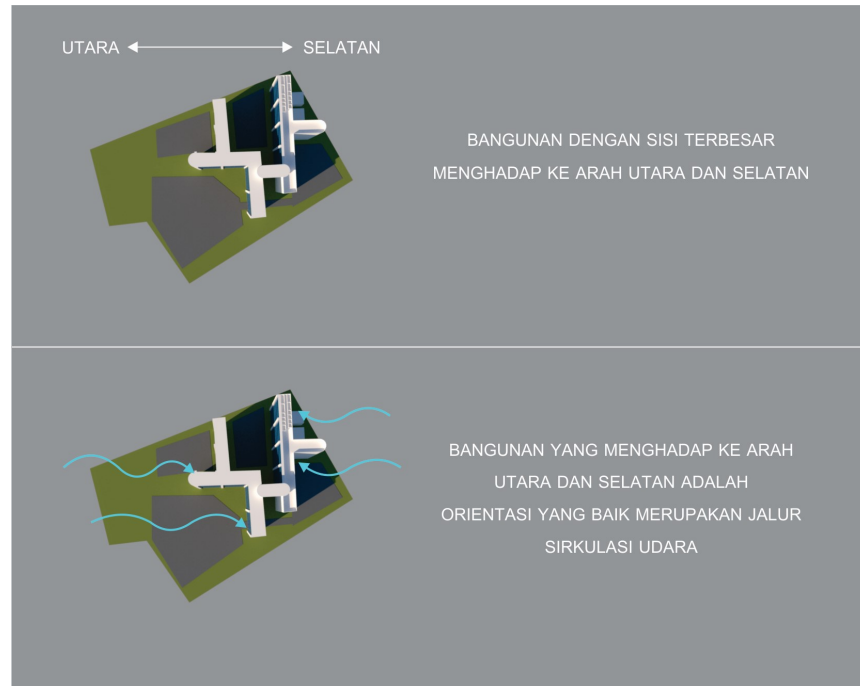 UTARA SELATAN
BANGUNAN DENGAN SISI TERBESAR
MENGHADAP KE ARAH UTARA DAN SELATAN
BANGUNAN YANG MENGHADAP KE ARAH
UTARA DAN SELATAN ADALAH
ORIENTASI YANG BAIK MERUPAKAN JALUR
SIRKULASI UDARA